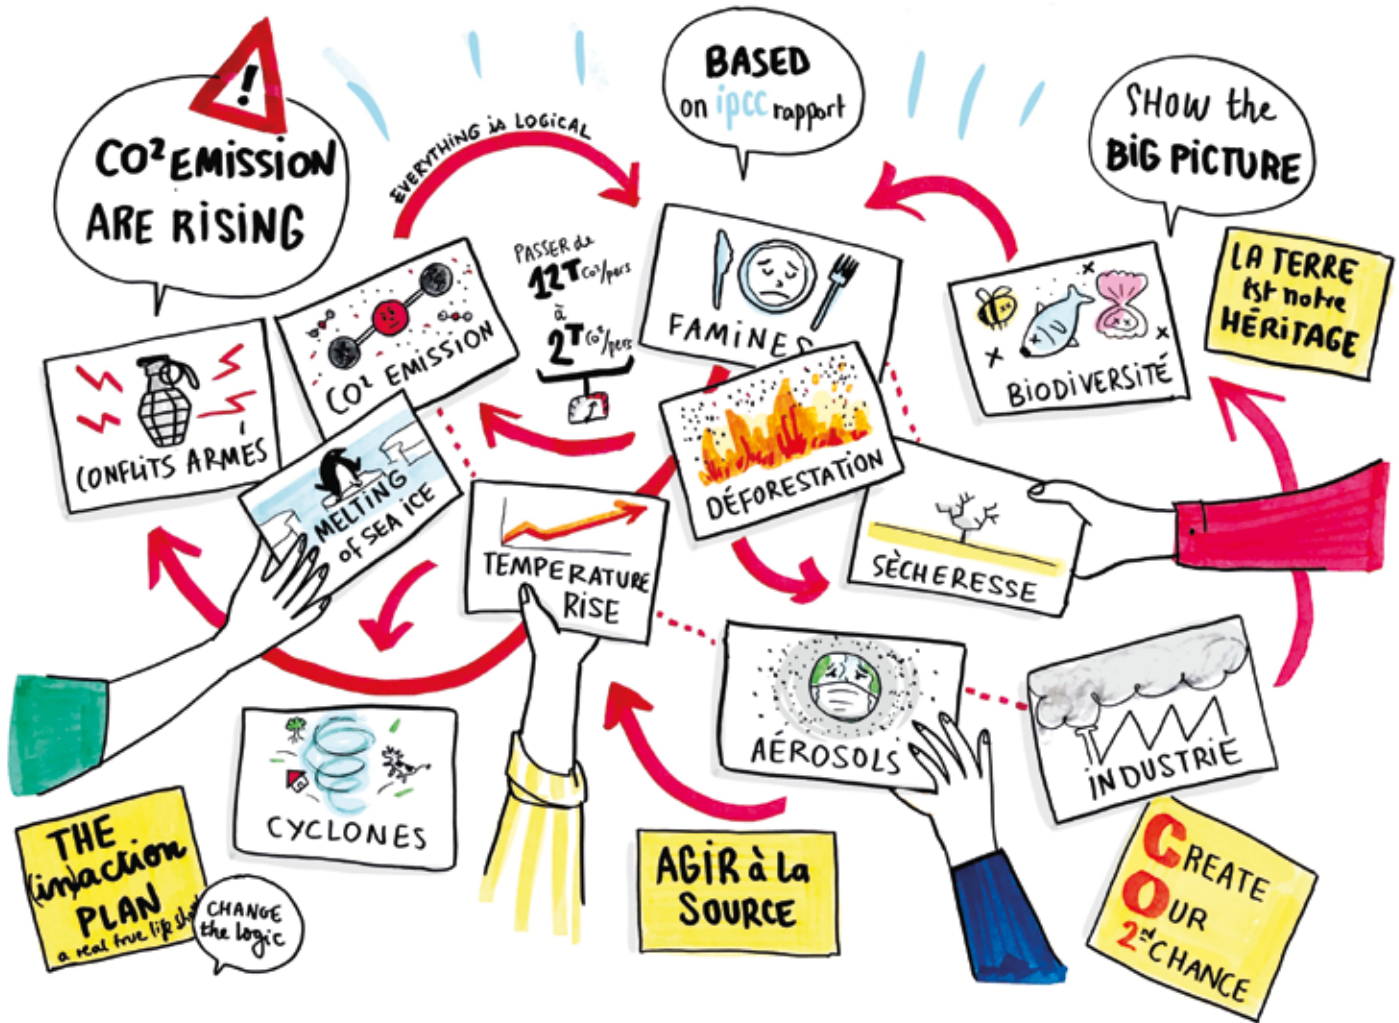 !
CO² EMISSION
ARE RISING
EVERYTHING is LOGICAL
BASED
on ipcc rapport
SHOW the
BIG PICTURE
PASSER de
12T CO²/pers
à
2T CO²/pers
CO² EMISSION
FAMINES
BIODIVERSITÉ
LA TERRE
est notre
HÉRITAGE
CONFLITS ARMÉS
MELTING
of SEA ICE
TEMPERATURE
RISE
DÉFORESTATION
SÈCHERESSE
CYCLONES
AÉROSOLS
INDUSTRIE
THE
(in)action
PLAN
a real true life
CHANGE
the logic
AGIR à la
SOURCE
CREATE
OUR
2nd CHANCE